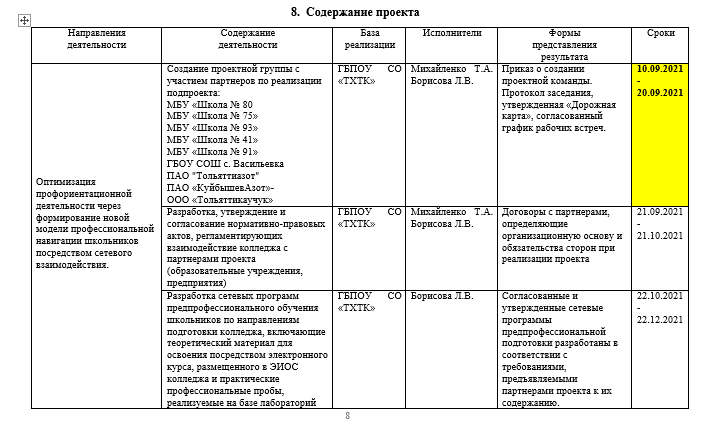 8. Содержание проекта
Направления
деятельности
Содержание
деятельности
База
реализации
Исполнители
Формы
представления
результата
Сроки
Оптимизация
профориентационной
деятельности через
формирование новой
модели профессиональной
навигации школьников
посредством сетевого
взаимодействия.
Создание проектной группы с
участием партнеров по реализации
подпроекта:
МБУ «Школа № 80
МБУ «Школа № 75»
МБУ «Школа № 93»
МБУ «Школа № 41»
МБУ «Школа № 91»
ГБОУ СОШ с. Васильевка
ПАО "Тольяттиазот"
ПАО «КуйбышевАзот»-
ООО «Тольяттикаучук»
ГБПОУ СО
«ТХТК»
Михайленко Т.А.
Борисова Л.В.
Приказ о создании
проектной команды.
Протокол заседания,
утвержденная «Дорожная
карта», согласованный
график рабочих встреч.
10.09.2021
-
20.09.2021
Разработка, утверждение и
согласование нормативно-правовых
актов, регламентирующих
взаимодействие колледжа с
партнерами проекта
(образовательные учреждения,
предприятия)
ГБПОУ СО
«ТХТК»
Михайленко Т.А.
Борисова Л.В.
Договоры с партнерами,
определяющие
организационную основу и
обязательства сторон при
реализации проекта
21.09.2021
-
21.10.2021
Разработка сетевых программ
предпрофессионального обучения
школьников по направлениям
подготовки колледжа, включающие
теоретический материал для
освоения посредством электронного
курса, размещенного в ЭИОС
колледжа и практические
профессиональные пробы,
реализуемые на базе лабораторий
ГБПОУ СО
«ТХТК»
Борисова Л.В.
Согласованные и
утвержденные сетевые
программы
предпрофессиональной
подготовки разработаны в
соответствии с
требованиями,
предъявляемыми
партнерами проекта к их
содержанию.
22.10.2021
-
22.12.2021
8